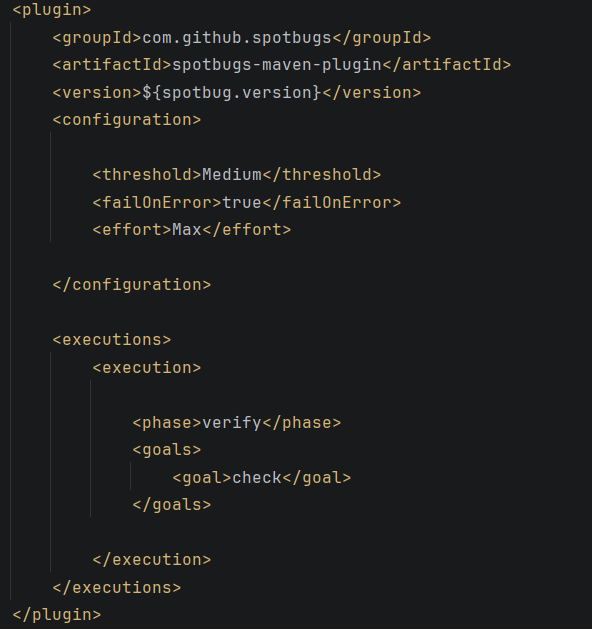 <plugin>
    <groupId>com.github.spotbugs</groupId>
    <artifactId>spotbugs-maven-plugin</artifactId>
    <version>${spotbug.version}</version>
    <configuration>

        <threshold>Medium</threshold>
        <failOnError>true</failOnError>
        <effort>Max</effort>

    </configuration>

    <executions>
        <execution>

            <phase>verify</phase>
            <goals>
                <goal>check</goal>
            </goals>

        </execution>
    </executions>
</plugin>